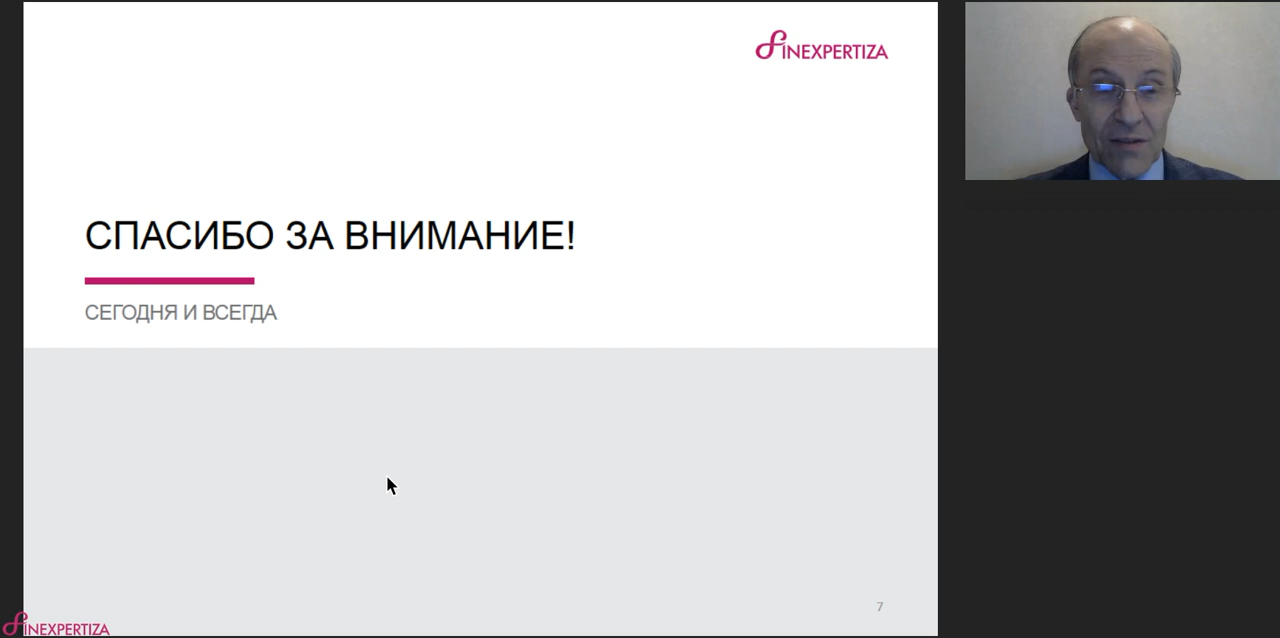 FINEXPERTIZA
СПАСИБО ЗА ВНИМАНИЕ!
СЕГОДНЯ И ВСЕГДА
7
FINEXPERTIZA